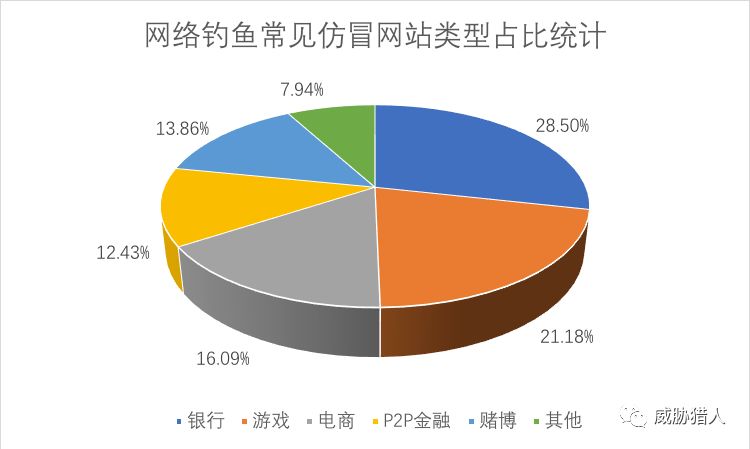 网络钓鱼常见仿冒网站类型占比统计
7.94%
13.86%
28.50%
12.43%
16.09%
21.18%
银行 游戏 电商 P2P金融 赌博 其他
威胁猎人